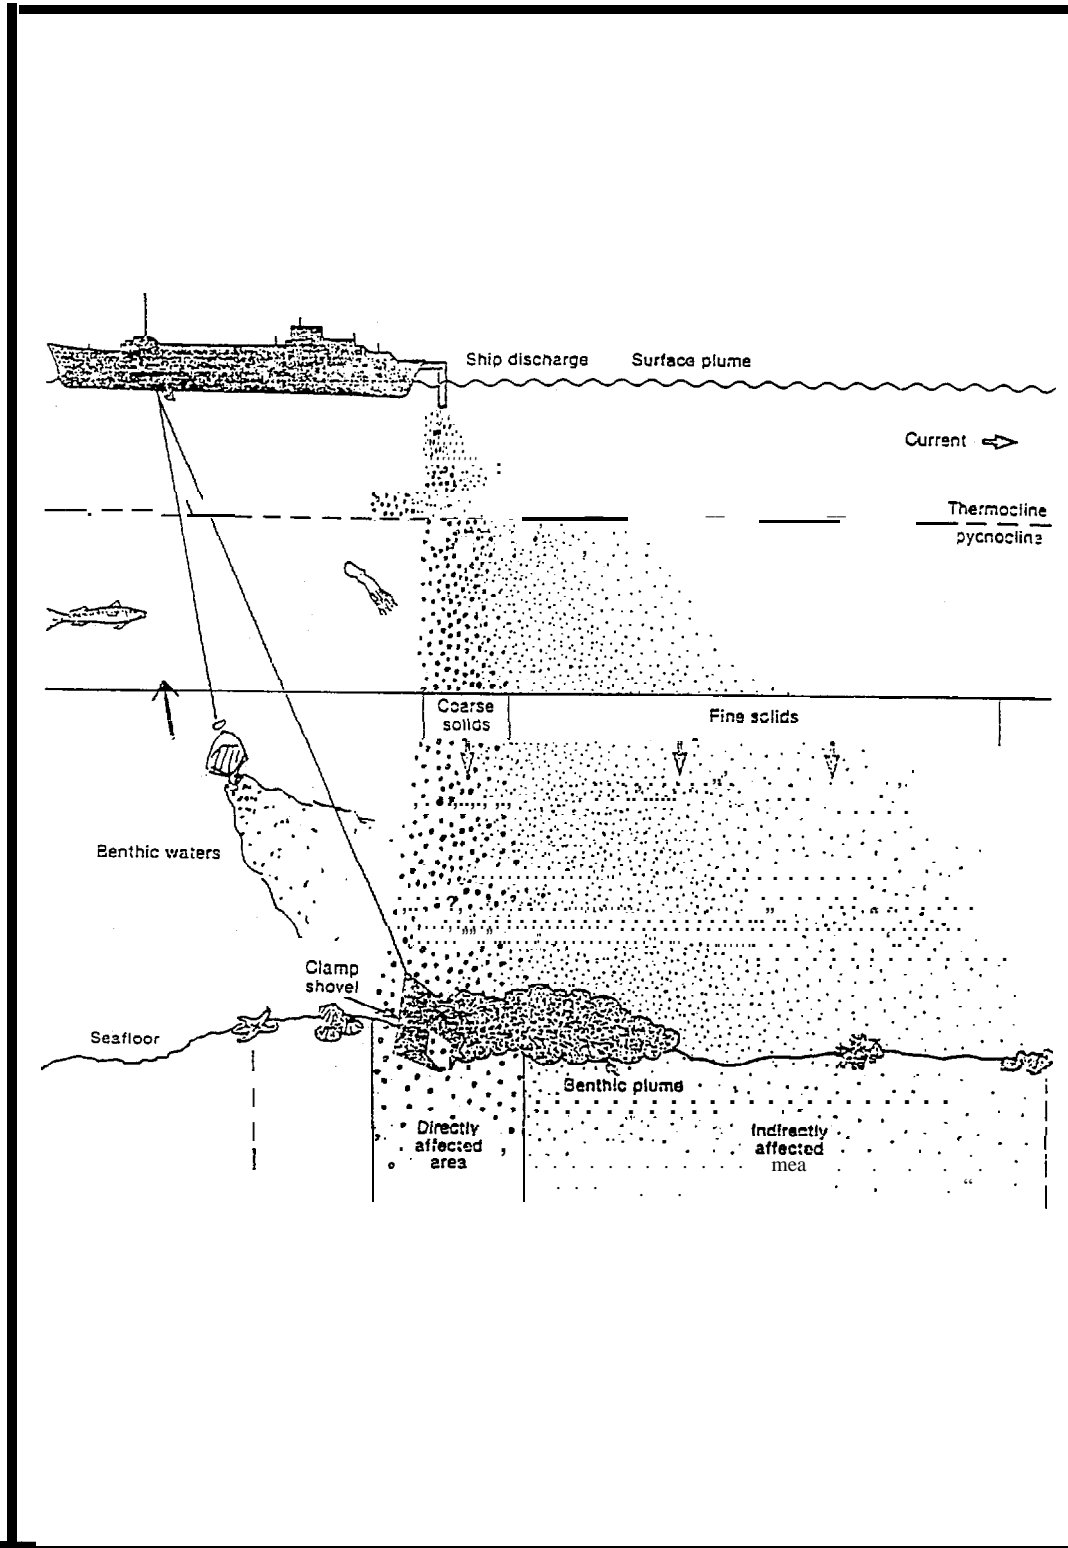 Ship discharge Surface plume
Current
Thermocline
pycnocline
Coarse
solids
Fine solids
Benthic waters
Clamp
shovel
Seafloor
Benthic plume
Directly
affected
area
Indirectly
affected
mea